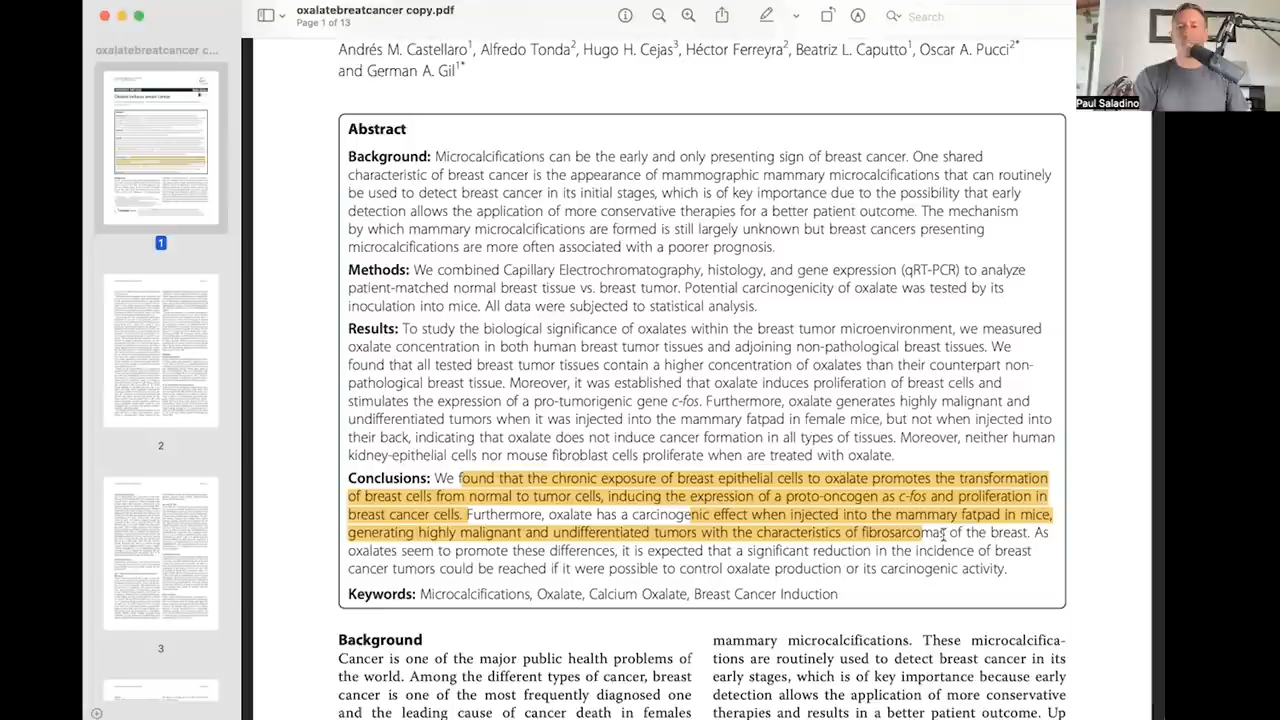 oxalatebreatcancer copy.pdf
Page 1 of 13
Search
oxalatebreatcancer c...
1
2
3
Paul Saladino
Andrés M. Castellaro1, Alfredo Tonda2, Hugo H. Cejas3, Héctor Ferreyra2, Beatriz L. Caputto1, Oscar A. Pucci2*
and German A. Gil1*
Abstract
Background: Microcalcifications can be the early and only presenting sign of breast cancer. One shared
characteristic of breast cancer is the appearance of mammographic mammary microcalcifications that can routinely
be used to detect breast cancer in its initial stages, which is of key importance due to the possibility that early
detection allows the application of more conservative therapies for a better patient outcome. The mechanism
by which mammary microcalcifications are formed is still largely unknown but breast cancers presenting
microcalcifications are more often associated with a poorer prognosis.
Methods: We combined Capillary Electrochromatography, histology, and gene expression (qRT-PCR) to analyze
patient-matched normal breast tissue vs. breast tumor. Potential carcinogenicity of oxalate was tested by its
inoculation into mice. All data were subjected to statistical analysis.
Results: To study the biological significance of oxalates within the breast tumor microenvironment, we measured
oxalate concentration in both human breast tumor tissues and adjoining non-pathological breast tissues. We
found that all tested breast tumor tissues contain a higher concentration of oxalates than their counterpart non-
pathological breast tissue. Moreover, it was established that oxalate induces proliferation of breast cells and
stimulates the expression of a pro-tumorigenic gene c-fos. Furthermore, oxalate generates highly malignant and
undifferentiated tumors when it was injected into the mammary fatpad in female mice, but not when injected into
their back, indicating that oxalate does not induce cancer formation in all types of tissues. Moreover, neither human
kidney-epithelial cells nor mouse fibroblast cells proliferate when are treated with oxalate.
Conclusions: We found that the chronic exposure of breast epithelial cells to oxalate promotes the transformation
of breast cells from normal to tumor cells, inducing the expression of a proto-oncogen as c-fos and proliferation in
breast cancer cells. Furthermore, oxalate has a carcinogenic effect when injected into the mammary fatpad in mice,
generating highly malignant and undifferentiated tumors with the characteristics of fibrosarcomas of the breast. As
oxalates seem to promote these differences, it is expected that a significant reduction in the incidence of breast
cancer tumors could be reached if it were possible to control oxalate production or its carcinogenic activity.
Keywords: Microcalcifications, Oxalate, Calcium Oxalate, Breast Cancer Induction
Background
Cancer is one of the major public health problems of
the world. Among the different types of cancer, breast
cancer is one of the most frequently diagnosed one
and the leading cause of cancer death in females
mammary microcalcifications. These microcalcifica-
tions are routinely used to detect breast cancer in its
early stages, which is of key importance because early
detection allows the application of more conservative
therapies and results in a better patient outcome. Up